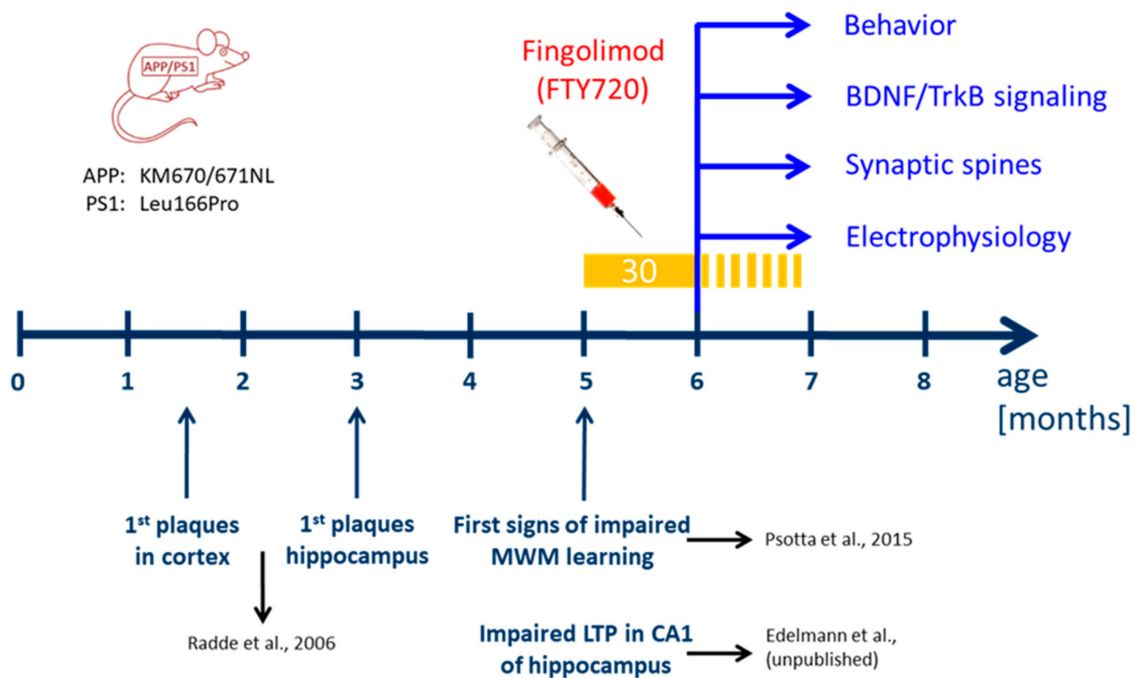 APP/PS1
APP: KM670/671NL
PS1: Leu166Pro
Fingolimod
(FTY720)
Behavior
BDNF/TrkB signaling
Synaptic spines
Electrophysiology
30
0 1 2 3 4 5 6 7 8
age
[months]
1st plaques
in cortex
1st plaques
hippocampus
First signs of impaired
MWM learning
Psotta et al., 2015
Radde et al., 2006
Impaired LTP in CA1
of hippocampus
Edelmann et al.,
(unpublished)